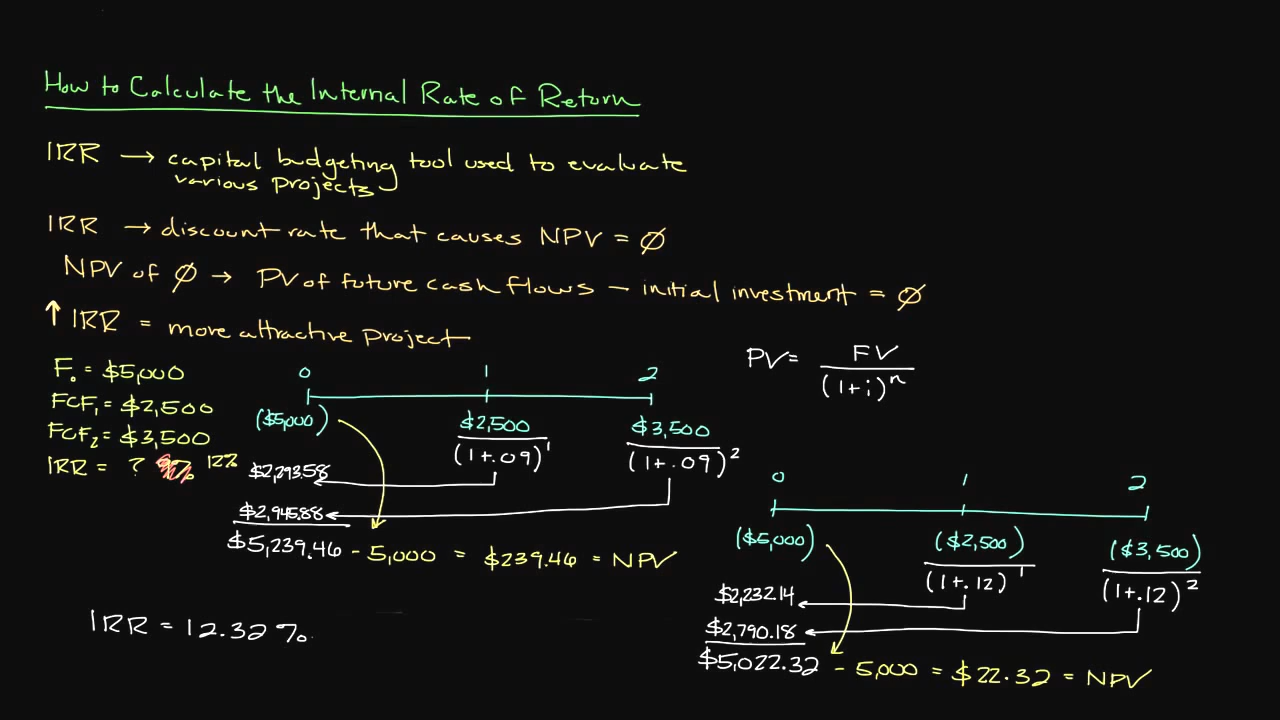 How to Calculate the Internal Rate of Return
IRR → capital budgeting tool used to evaluate
various projects
IRR → discount rate that causes NPV = Ø
NPV of Ø → PV of future cash flows – initial investment = Ø
↑ IRR = more attractive project
F₀ = $5,000
FCF₁ = $2,500
FCF₂ = $3,500
IRR = ? 9% 12%
0 1 2
($5,000) $2,500 $3,500
(1+.09)¹ (1+.09)²
$2,293.58
$2,945.88
$5,239.46 - 5,000 = $239.46 = NPV
IRR = 12.32%
PV= FV
(1+i)ⁿ
0 1 2
($5,000) ($2,500) ($3,500)
(1+.12)¹ (1+.12)²
$2,232.14
$2,790.18
$5,022.32 - 5,000 = $22.32 = NPV